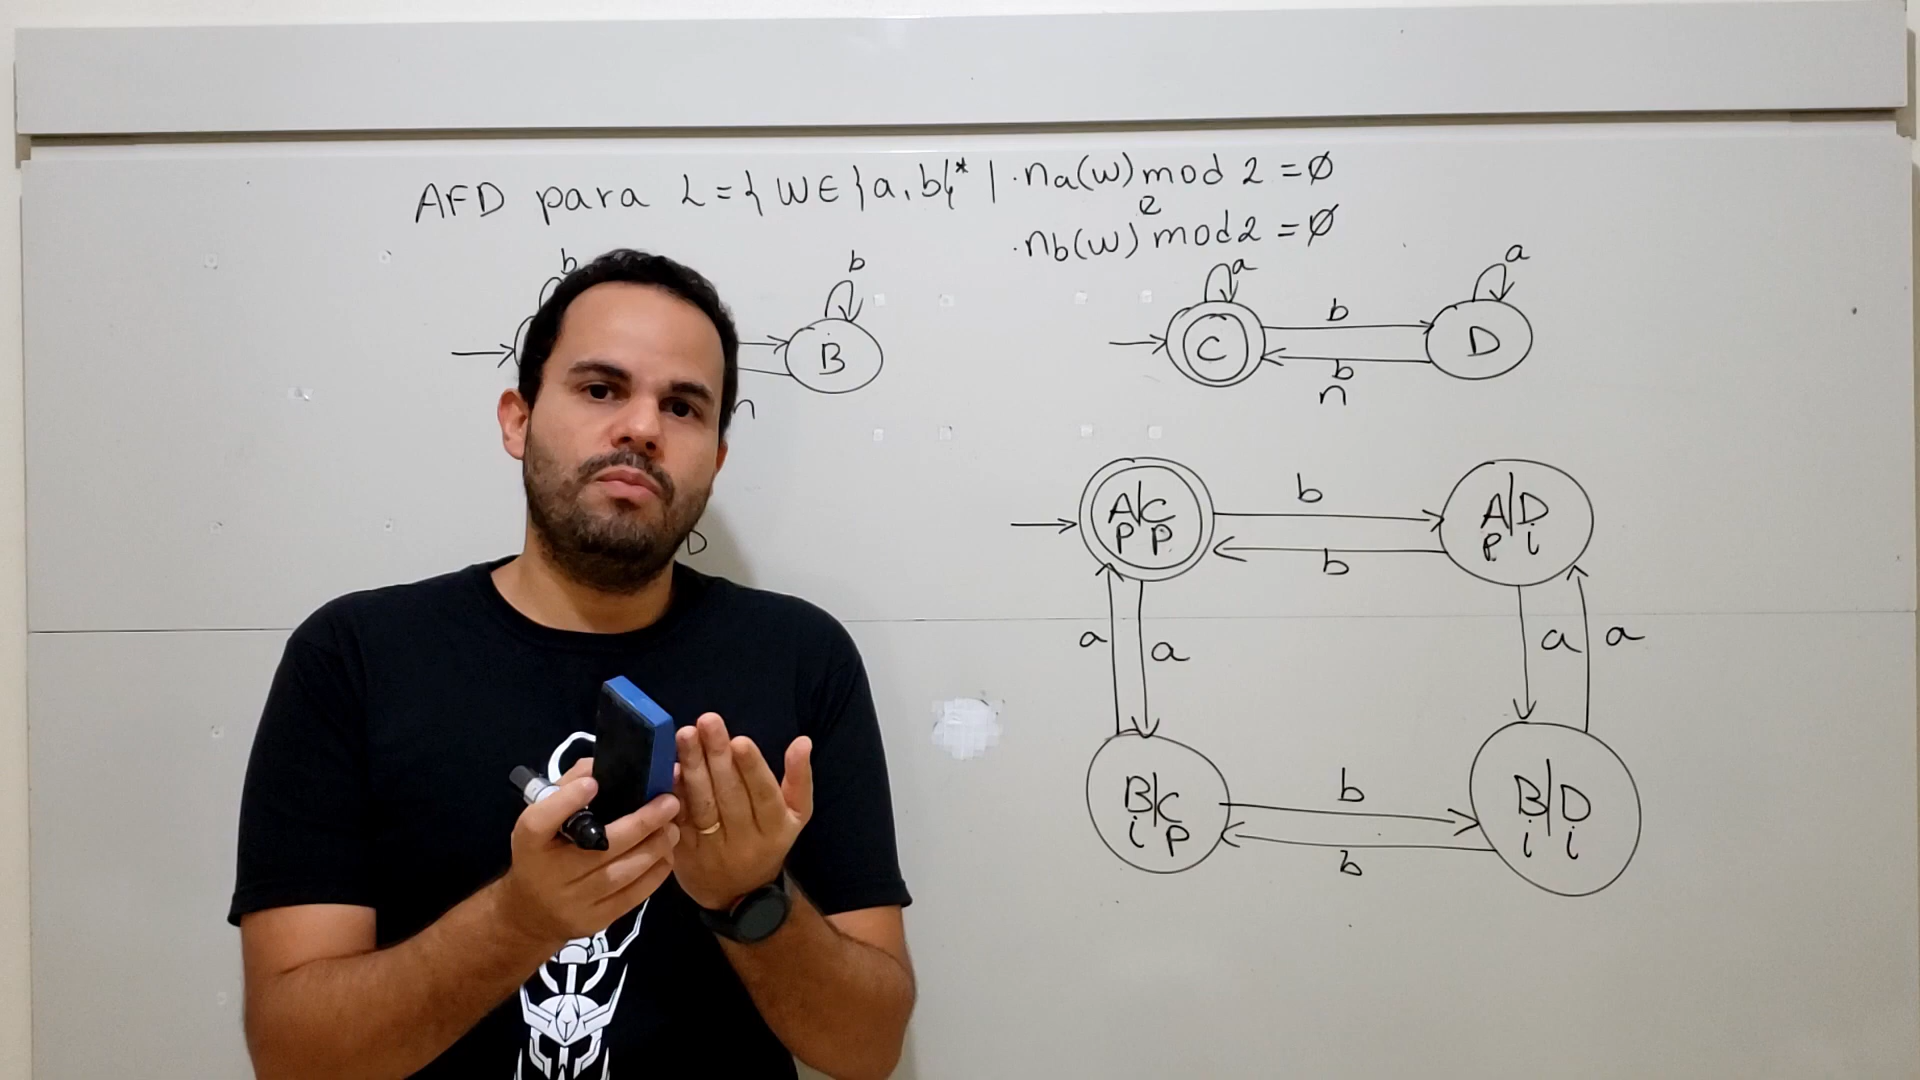 AFD para L = { w ∈ {a, b}* | · na(w) mod 2 = ∅
e
· nb(w) mod 2 = ∅
b b a a
B C b D
b
n n
D
A|C b A|D
P P b P i
a a a a
B|C b B|D
i P b i i